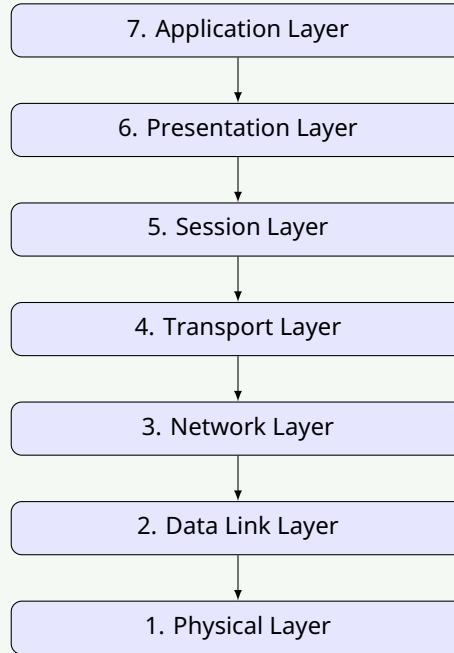 7. Application Layer
6. Presentation Layer
5. Session Layer
4. Transport Layer
3. Network Layer
2. Data Link Layer
1. Physical Layer